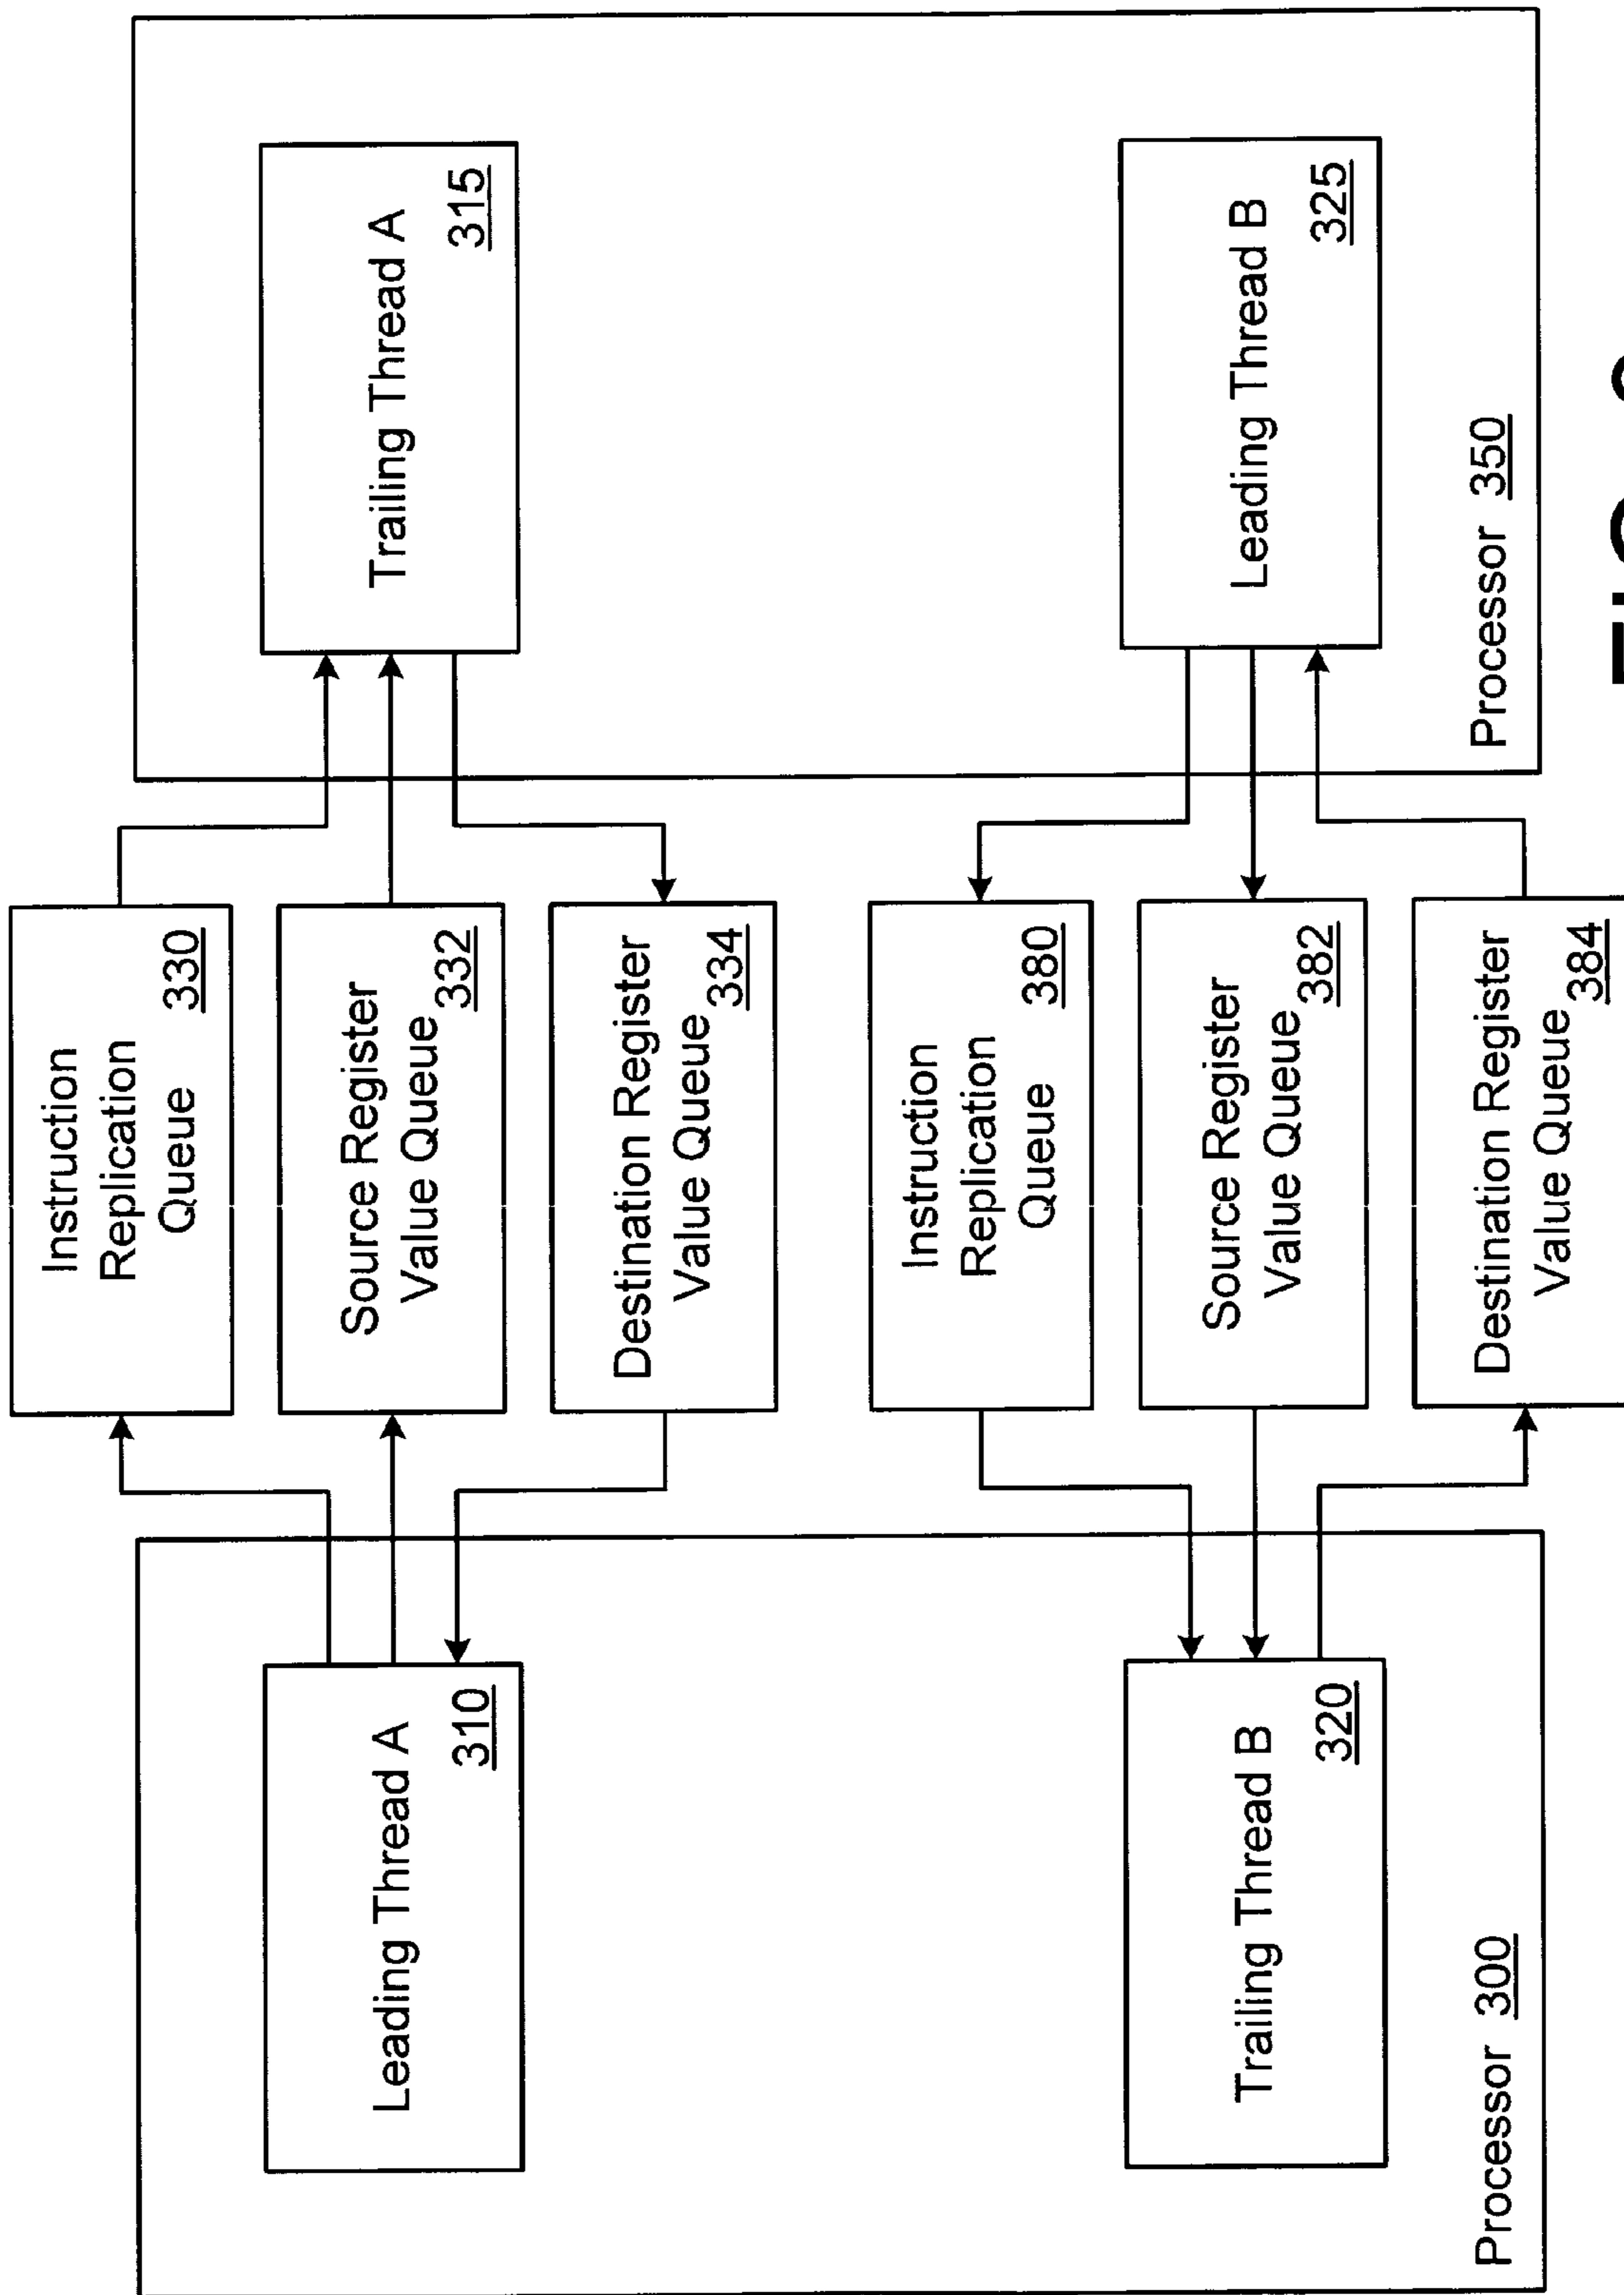 Instruction
Replication
Queue
330
Source Register
Value Queue
332
Destination Register
Value Queue
334
Leading Thread A
310
Trailing Thread A
315
Instruction
Replication
Queue
380
Source Register
Value Queue
382
Destination Register
Value Queue
384
Trailing Thread B
320
Leading Thread B
325
Processor 300
Processor 350